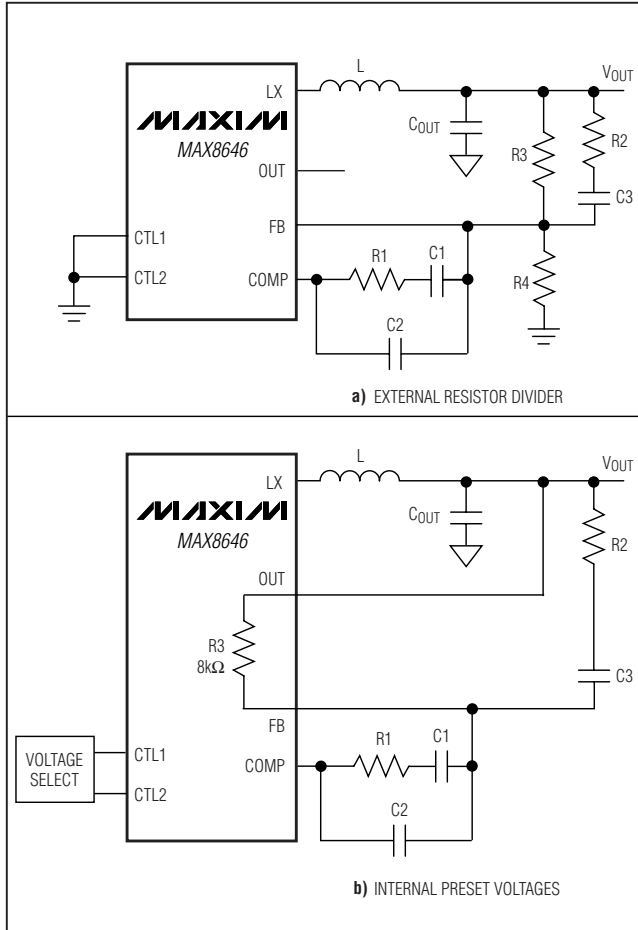 L
VOUT
LX
MAXIM
MAX8646
COUT
R2
R3
OUT
C3
FB
CTL1
R1
C1
CTL2
COMP
R4
C2
a) EXTERNAL RESISTOR DIVIDER
L
VOUT
LX
MAXIM
MAX8646
COUT
R2
OUT
R3
8kΩ
C3
FB
R1
C1
VOLTAGE
SELECT
CTL1
COMP
CTL2
C2
b) INTERNAL PRESET VOLTAGES